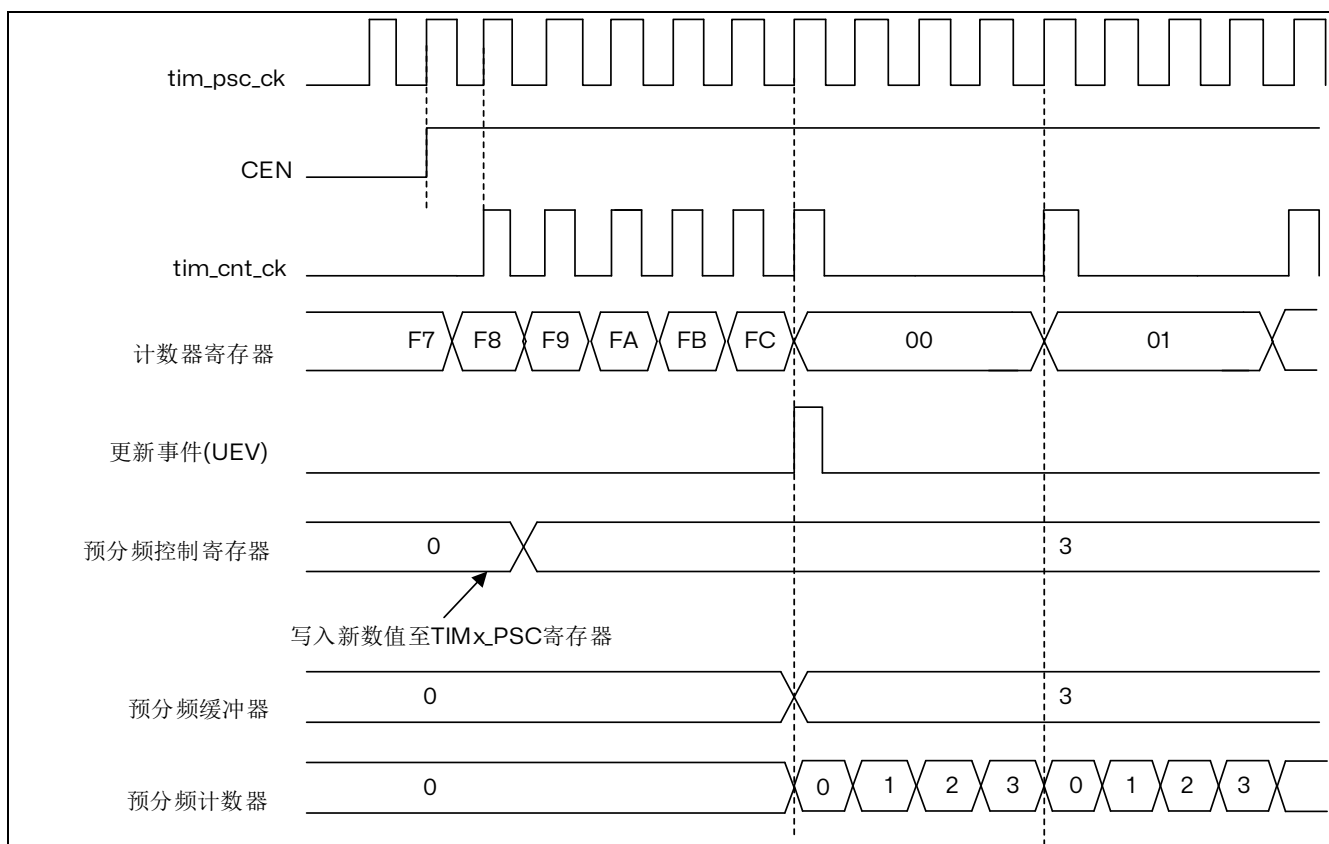 tim_psc_ck
CEN
tim_cnt_ck
计数器寄存器 F7 F8 F9 FA FB FC 00 01
更新事件(UEV)
预分频控制寄存器 0 3
写入新数值至TIMx_PSC寄存器
预分频缓冲器 0 3
预分频计数器 0 0 1 2 3 0 1 2 3